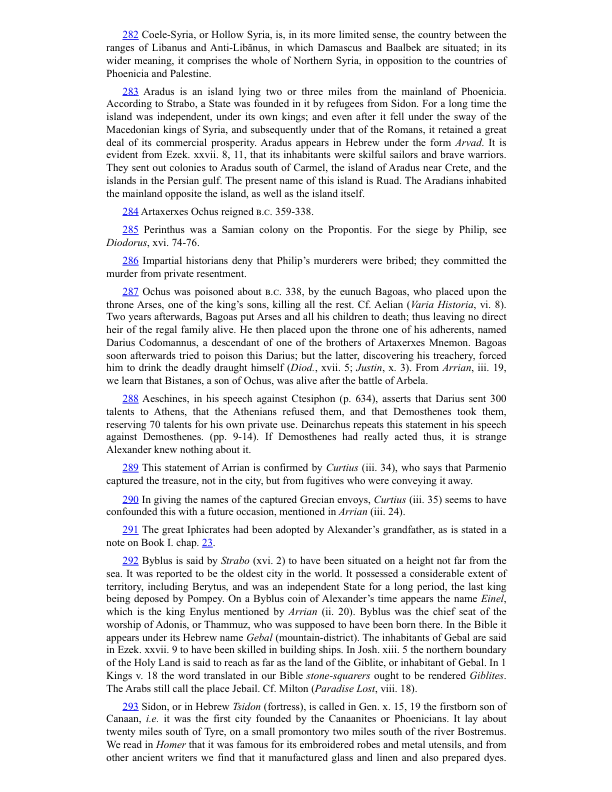 282 Coele-Syria, or Hollow Syria, is, in its more limited sense, the country between the
ranges of Libanus and Anti-Libănus, in which Damascus and Baalbek are situated; in its
wider meaning, it comprises the whole of Northern Syria, in opposition to the countries of
Phoenicia and Palestine.
283 Aradus is an island lying two or three miles from the mainland of Phoenicia.
According to Strabo, a State was founded in it by refugees from Sidon. For a long time the
island was independent, under its own kings; and even after it fell under the sway of the
Macedonian kings of Syria, and subsequently under that of the Romans, it retained a great
deal of its commercial prosperity. Aradus appears in Hebrew under the form Arvad. It is
evident from Ezek. xxvii. 8, 11, that its inhabitants were skilful sailors and brave warriors.
They sent out colonies to Aradus south of Carmel, the island of Aradus near Crete, and the
islands in the Persian gulf. The present name of this island is Ruad. The Aradians inhabited
the mainland opposite the island, as well as the island itself.
284 Artaxerxes Ochus reigned B.C. 359-338.
285 Perinthus was a Samian colony on the Propontis. For the siege by Philip, see
Diodorus, xvi. 74-76.
286 Impartial historians deny that Philip’s murderers were bribed; they committed the
murder from private resentment.
287 Ochus was poisoned about B.C. 338, by the eunuch Bagoas, who placed upon the
throne Arses, one of the king’s sons, killing all the rest. Cf. Aelian (Varia Historia, vi. 8).
Two years afterwards, Bagoas put Arses and all his children to death; thus leaving no direct
heir of the regal family alive. He then placed upon the throne one of his adherents, named
Darius Codomannus, a descendant of one of the brothers of Artaxerxes Mnemon. Bagoas
soon afterwards tried to poison this Darius; but the latter, discovering his treachery, forced
him to drink the deadly draught himself (Diod., xvii. 5; Justin, x. 3). From Arrian, iii. 19,
we learn that Bistanes, a son of Ochus, was alive after the battle of Arbela.
288 Aeschines, in his speech against Ctesiphon (p. 634), asserts that Darius sent 300
talents to Athens, that the Athenians refused them, and that Demosthenes took them,
reserving 70 talents for his own private use. Deinarchus repeats this statement in his speech
against Demosthenes. (pp. 9-14). If Demosthenes had really acted thus, it is strange
Alexander knew nothing about it.
289 This statement of Arrian is confirmed by Curtius (iii. 34), who says that Parmenio
captured the treasure, not in the city, but from fugitives who were conveying it away.
290 In giving the names of the captured Grecian envoys, Curtius (iii. 35) seems to have
confounded this with a future occasion, mentioned in Arrian (iii. 24).
291 The great Iphicrates had been adopted by Alexander’s grandfather, as is stated in a
note on Book I. chap. 23.
292 Byblus is said by Strabo (xvi. 2) to have been situated on a height not far from the
sea. It was reported to be the oldest city in the world. It possessed a considerable extent of
territory, including Berytus, and was an independent State for a long period, the last king
being deposed by Pompey. On a Byblus coin of Alexander’s time appears the name Einel,
which is the king Enylus mentioned by Arrian (ii. 20). Byblus was the chief seat of the
worship of Adonis, or Thammuz, who was supposed to have been born there. In the Bible it
appears under its Hebrew name Gebal (mountain-district). The inhabitants of Gebal are said
in Ezek. xxvii. 9 to have been skilled in building ships. In Josh. xiii. 5 the northern boundary
of the Holy Land is said to reach as far as the land of the Giblite, or inhabitant of Gebal. In 1
Kings v. 18 the word translated in our Bible stone-squarers ought to be rendered Giblites.
The Arabs still call the place Jebail. Cf. Milton (Paradise Lost, viii. 18).
293 Sidon, or in Hebrew Tsidon (fortress), is called in Gen. x. 15, 19 the firstborn son of
Canaan, i.e. it was the first city founded by the Canaanites or Phoenicians. It lay about
twenty miles south of Tyre, on a small promontory two miles south of the river Bostremus.
We read in Homer that it was famous for its embroidered robes and metal utensils, and from
other ancient writers we find that it manufactured glass and linen and also prepared dyes.